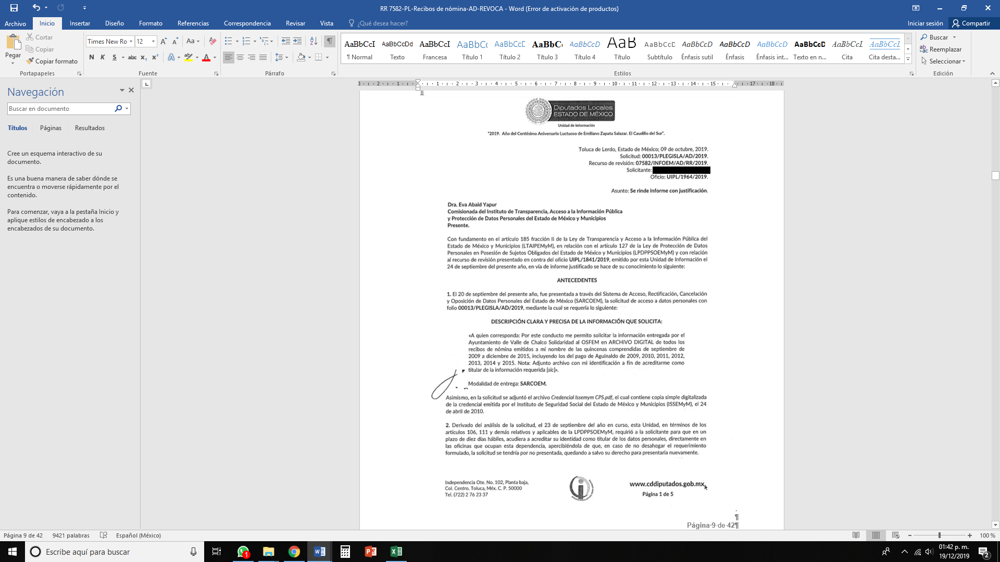 RR 7582-PL-Recibos de nómina-AD-REVOCA - Word (Error de activación de productos)
Archivo Inicio Insertar Diseño Formato Referencias Correspondencia Revisar Vista ¿Qué desea hacer? Iniciar sesión Compartir
Pegar
Cortar
Copiar
Copiar formato
Portapapeles
Times New Ro 12
N K S abc x₂ x²
Fuente
Párrafo
AaBbCcI AaBbCcDd AaBbCcI AaBbCc AaBbCcD AaBbCc AaBbCcD AaB AaBbCcD AaBbCcD AaBbCcD AaBbCcD AaBbCcD AaBbCcI AaBbCcI
¶ Normal Texto Francesa Título 1 Título 2 Título 3 Título 4 Título Subtítulo Énfasis sutil Énfasis Énfasis int... Texto en n... Cita Cita desta...
Estilos
Buscar
Reemplazar
Seleccionar
Edición
Navegación
Buscar en documento
Títulos Páginas Resultados
Cree un esquema interactivo de su
documento.
Es una buena manera de saber dónde se
encuentra o moverse rápidamente por el
contenido.
Para comenzar, vaya a la pestaña Inicio y
aplique estilos de encabezado a los
encabezados de su documento.
3 2 1 1 2 3 4 5 6 7 8 9 10 11 12 13 14 15 17 18
Diputados Locales
ESTADO DE MÉXICO
Unidad de Información
"2019. Año del Centésimo Aniversario Luctuoso de Emiliano Zapata Salazar. El Caudillo del Sur".
Toluca de Lerdo, Estado de México; 09 de octubre, 2019.
Solicitud: 00013/PLEGISLA/AD/2019.
Recurso de revisión: 07582/INFOEM/AD/RR/2019.
Solicitante:
Oficio: UIPL/1964/2019.
Asunto: Se rinde informe con justificación.
Dra. Eva Abaid Yapur
Comisionada del Instituto de Transparencia, Acceso a la Información Pública
y Protección de Datos Personales del Estado de México y Municipios
Presente.
Con fundamento en el artículo 185 fracción II de la Ley de Transparencia y Acceso a la Información Pública del
Estado de México y Municipios (LTAIPEMyM), en relación con el artículo 127 de la Ley de Protección de Datos
Personales en Posesión de Sujetos Obligados del Estado de México y Municipios (LPDPPSOEMyM) y con relación
al recurso de revisión presentado en contra del oficio UIPL/1841/2019, emitido por esta Unidad de Información el
24 de septiembre del presente año, en vía de informe justificado se hace de su conocimiento lo siguiente:
ANTECEDENTES
1. El 20 de septiembre del presente año, fue presentada a través del Sistema de Acceso, Rectificación, Cancelación
y Oposición de Datos Personales del Estado de México (SARCOEM), la solicitud de acceso a datos personales con
folio 00013/PLEGISLA/AD/2019, mediante la cual se requería lo siguiente:
DESCRIPCIÓN CLARA Y PRECISA DE LA INFORMACIÓN QUE SOLICITA:
«A quien corresponda: Por este conducto me permito solicitar la información entregada por el
Ayuntamiento de Valle de Chalco Solidaridad al OSFEM en ARCHIVO DIGITAL de todos los
recibos de nómina emitidos a mi nombre de las quincenas comprendidas de septiembre de
2009 a diciembre de 2015, incluyendo los del pago de Aguinaldo de 2009, 2010, 2011, 2012,
2013, 2014 y 2015. Nota: Adjunto archivo con mi identificación a fin de acreditarme como
titular de la información requerida [sic]».
Modalidad de entrega: SARCOEM.
Asimismo, en la solicitud se adjuntó el archivo Credencial Issemym CPS.pdf, el cual contiene copia simple digitalizada
de la credencial emitida por el Instituto de Seguridad Social del Estado de México y Municipios (ISSEMyM), el 24
de abril de 2010.
2. Derivado del análisis de la solicitud, el 23 de septiembre del año en curso, esta Unidad, en términos de los
artículos 106, 111 y demás relativos y aplicables de la LPDPPSOEMyM, requirió a la solicitante para que en un
plazo de diez días hábiles, acudiera a acreditar su identidad como titular de los datos personales, directamente en
las oficinas que ocupan esta dependencia, apercibiéndola de que, en caso de no desahogar el requerimiento
formulado, la solicitud se tendría por no presentada, quedando a salvo su derecho para presentarla nuevamente.
Independencia Ote. No. 102, Planta baja,
Col. Centro. Toluca, Méx. C. P. 50000
Tel. (722) 2 76 23 37
www.cddiputados.gob.mx
Página 1 de 5
¶
Página·9·de·42¶
Página 9 de 42 9421 palabras Español (México) 100 %
Escribe aquí para buscar
1
01:42 p. m.
19/12/2019
2